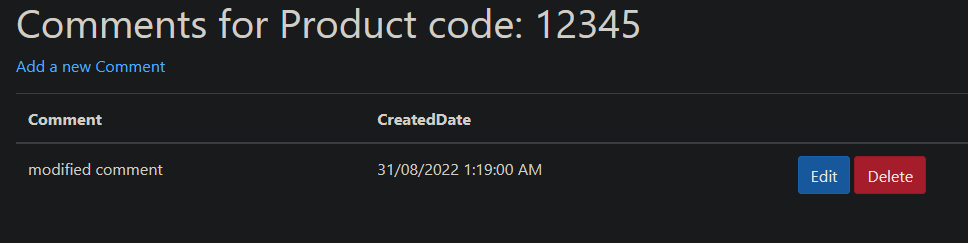 Comments for Product code: 12345
Add a new Comment
Comment CreatedDate
modified comment 31/08/2022 1:19:00 AM Edit Delete